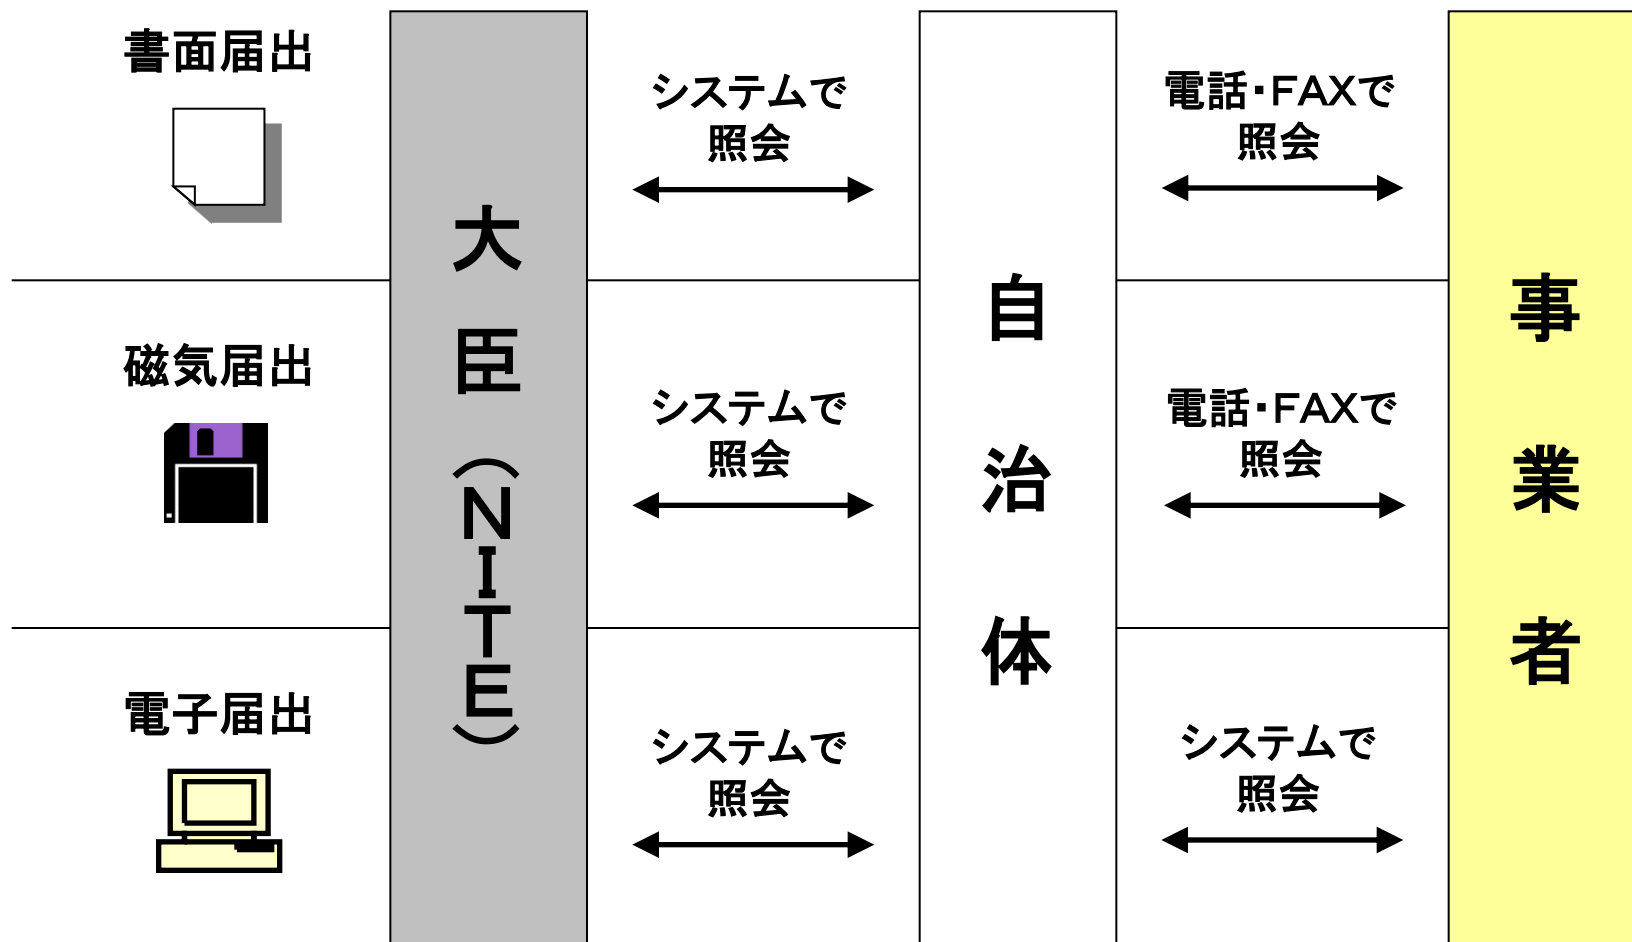 書面届出
システムで
照会
電話・FAXで
照会
磁気届出
システムで
照会
電話・FAXで
照会
電子届出
システムで
照会
システムで
照会
大臣（NITE）
自治体
事業者